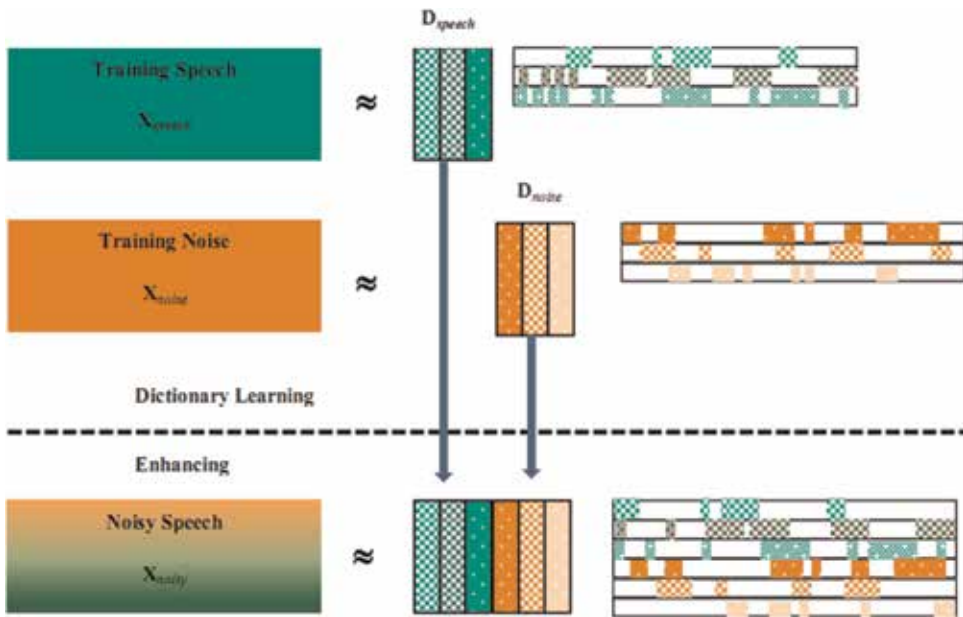 D_speech
Training Speech
≈
X_speech
D_noise
Training Noise
≈
X_noise
Dictionary Learning
Enhancing
Noisy Speech
≈
X_noisy